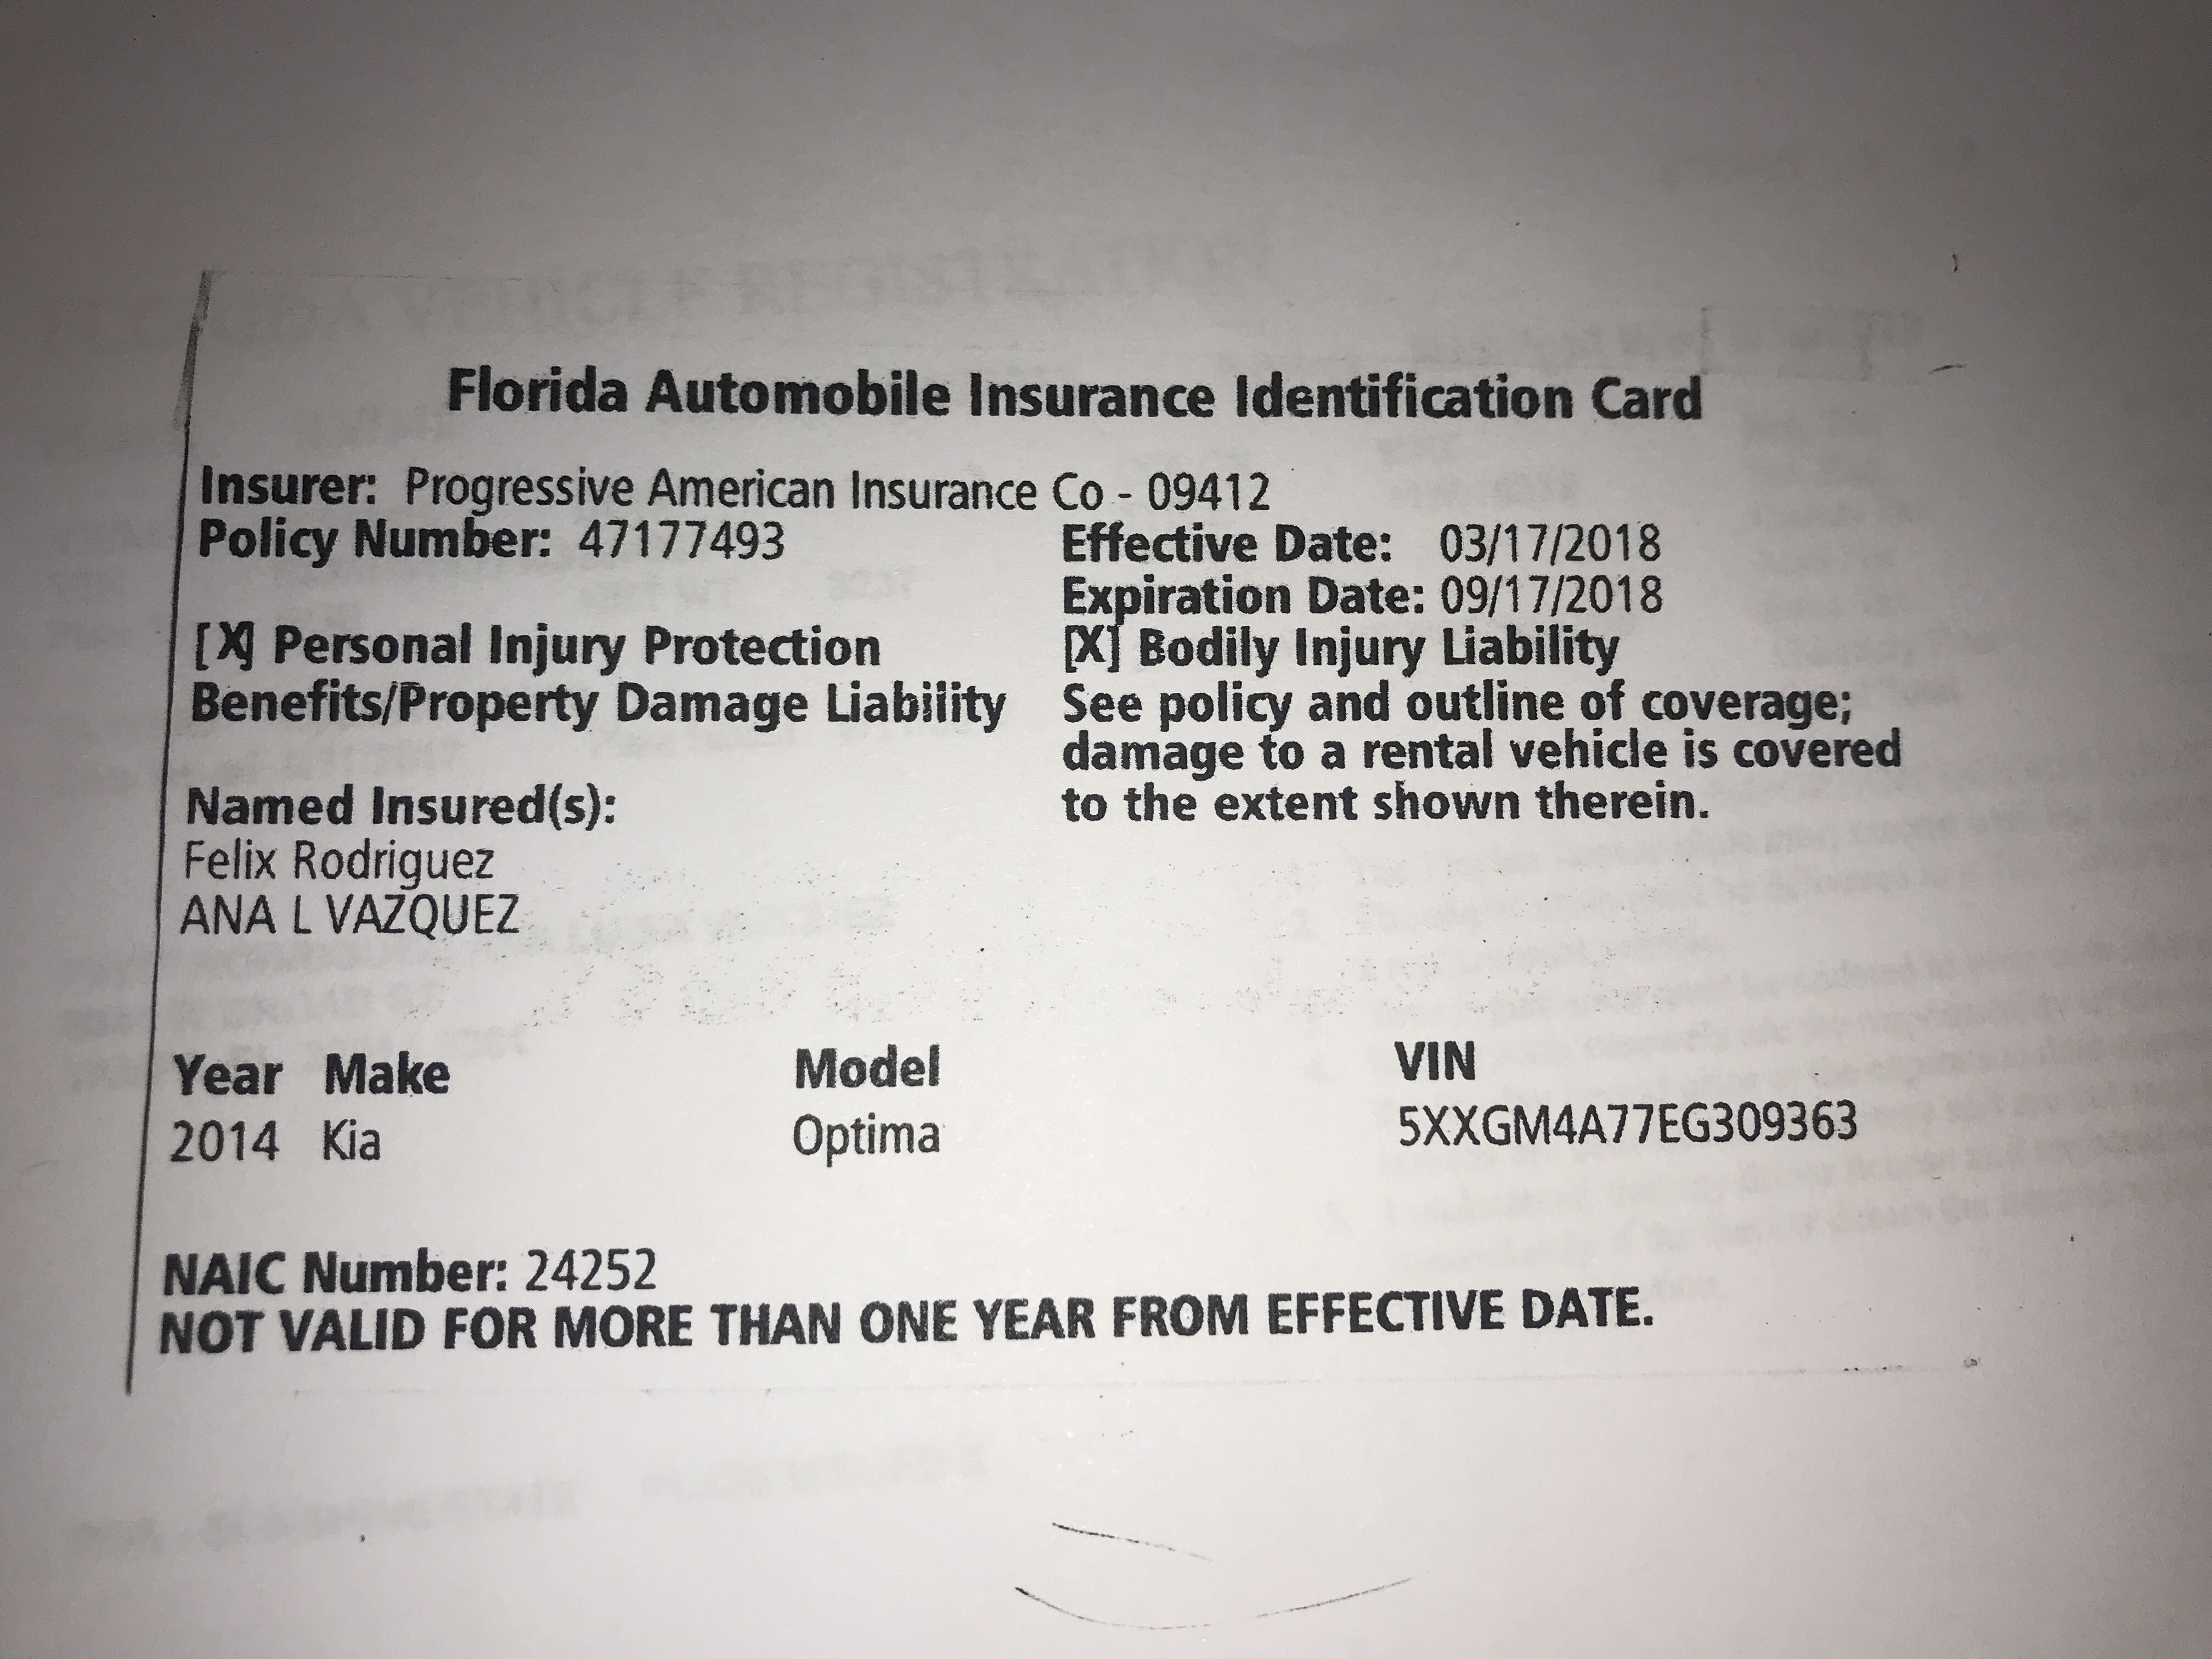 Florida Automobile Insurance Identification Card
Insurer: Progressive American Insurance Co - 09412
Policy Number: 47177493
Effective Date: 03/17/2018
Expiration Date: 09/17/2018
[X] Personal Injury Protection
Benefits/Property Damage Liability
[X] Bodily Injury Liability
See policy and outline of coverage;
damage to a rental vehicle is covered
to the extent shown therein.
Named Insured(s):
Felix Rodriguez
ANA L VAZQUEZ
Year Make Model VIN
2014 Kia Optima 5XXGM4A77EG309363
NAIC Number: 24252
NOT VALID FOR MORE THAN ONE YEAR FROM EFFECTIVE DATE.